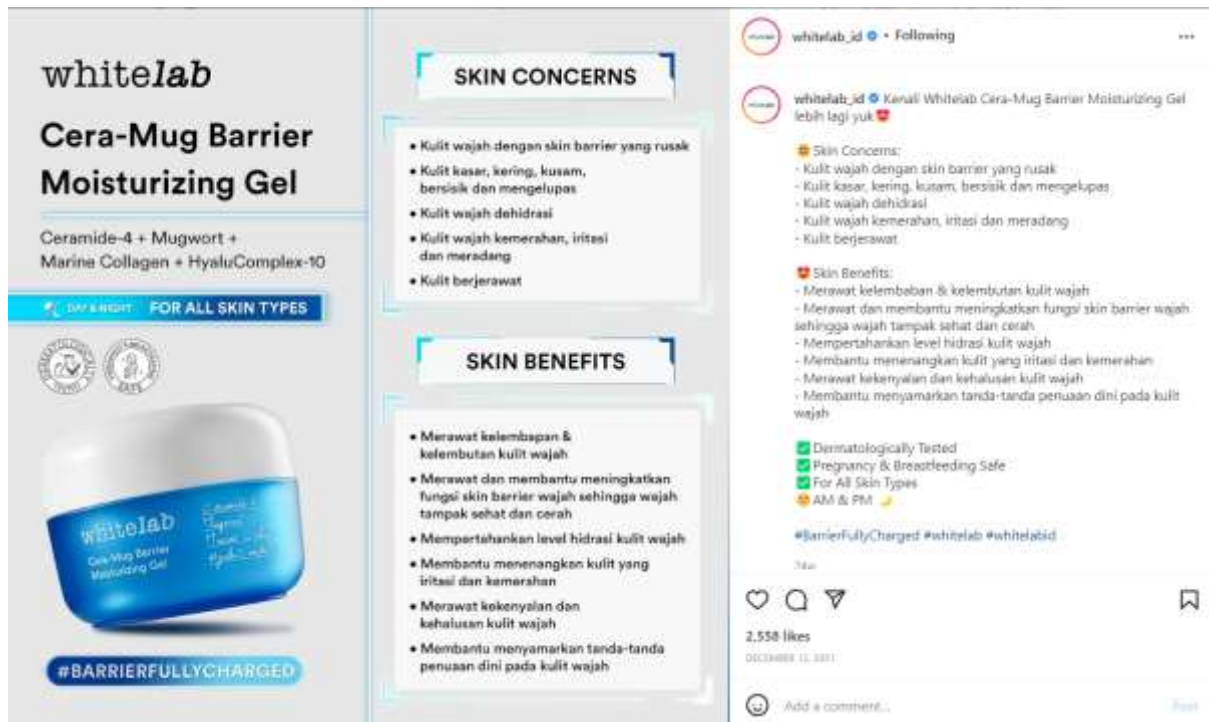 whitelab
Cera-Mug Barrier
Moisturizing Gel
Ceramide-4 + Mugwort +
Marine Collagen + HyaluComplex-10
DAY & NIGHT FOR ALL SKIN TYPES
whitelab
Cera-Mug Barrier
Moisturizing Gel
#BARRIERFULLYCHARGED
SKIN CONCERNS
• Kulit wajah dengan skin barrier yang rusak
• Kulit kasar, kering, kusam,
bersisik dan mengelupas
• Kulit wajah dehidrasi
• Kulit wajah kemerahan, iritasi
dan meradang
• Kulit berjerawat
SKIN BENEFITS
• Merawat kelembapan &
kelembutan kulit wajah
• Merawat dan membantu meningkatkan
fungsi skin barrier wajah sehingga wajah
tampak sehat dan cerah
• Mempertahankan level hidrasi kulit wajah
• Membantu menenangkan kulit yang
iritasi dan kemerahan
• Merawat kekenyalan dan
kehalusan kulit wajah
• Membantu menyamarkan tanda-tanda
penuaan dini pada kulit wajah
whitelab_id • Following
whitelab_id Kenali Whitelab Cera-Mug Barrier Moisturizing Gel
lebih lagi yuk😍
Skin Concerns:
- Kulit wajah dengan skin barrier yang rusak
- Kulit kasar, kering, kusam, bersisik dan mengelupas
- Kulit wajah dehidrasi
- Kulit wajah kemerahan, iritasi dan meradang
- Kulit berjerawat
😍 Skin Benefits:
- Merawat kelembaban & kelembutan kulit wajah
- Merawat dan membantu meningkatkan fungsi skin barrier wajah
sehingga wajah tampak sehat dan cerah
- Mempertahankan level hidrasi kulit wajah
- Membantu menenangkan kulit yang iritasi dan kemerahan
- Merawat kekenyalan dan kehalusan kulit wajah
- Membantu menyamarkan tanda-tanda penuaan dini pada kulit
wajah
✅ Dermatologically Tested
✅ Pregnancy & Breastfeeding Safe
✅ For All Skin Types
🌞 AM & PM 🌙
#BarrierFullyCharged #whitelab #whitelabid
2,558 likes
DECEMBER 12, 2021
Add a comment...
Post